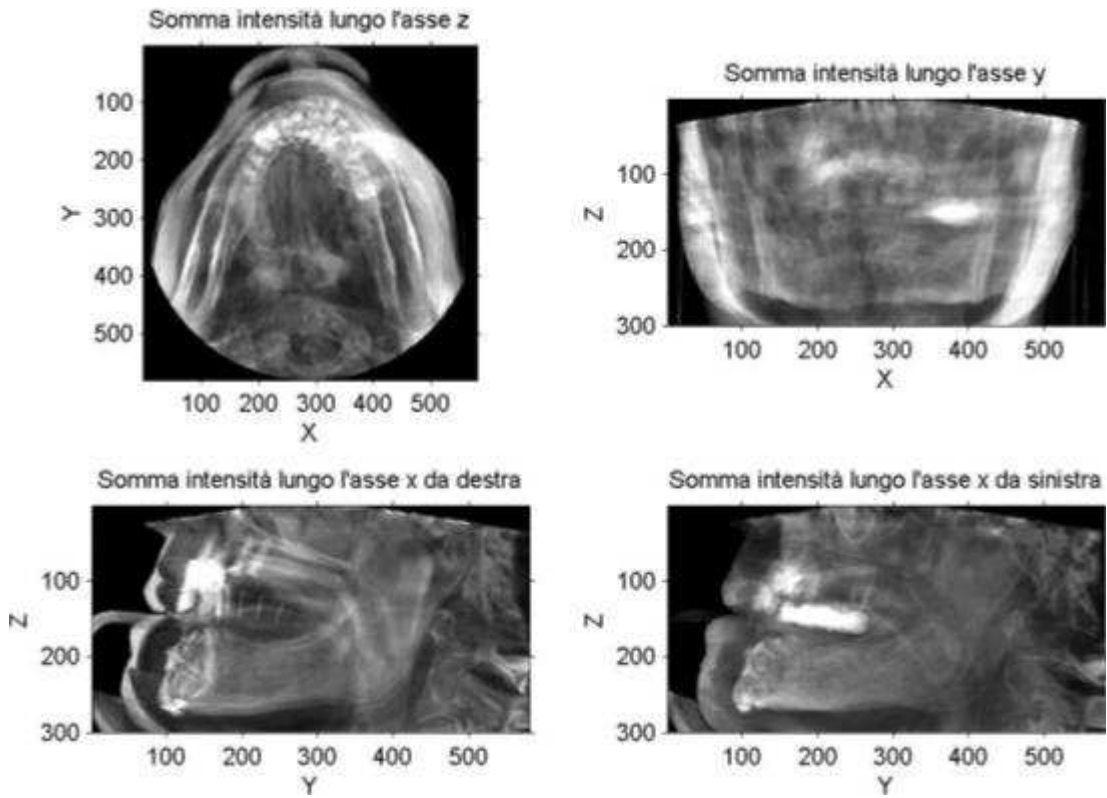 Somma intensità lungo l'asse z
100
200
300
400
500
Y
100 200 300 400 500
X
Somma intensità lungo l'asse y
100
200
300
Z
100 200 300 400 500
X
Somma intensità lungo l'asse x da destra
100
200
300
Z
100 200 300 400 500
Y
Somma intensità lungo l'asse x da sinistra
100
200
300
Z
100 200 300 400 500
Y